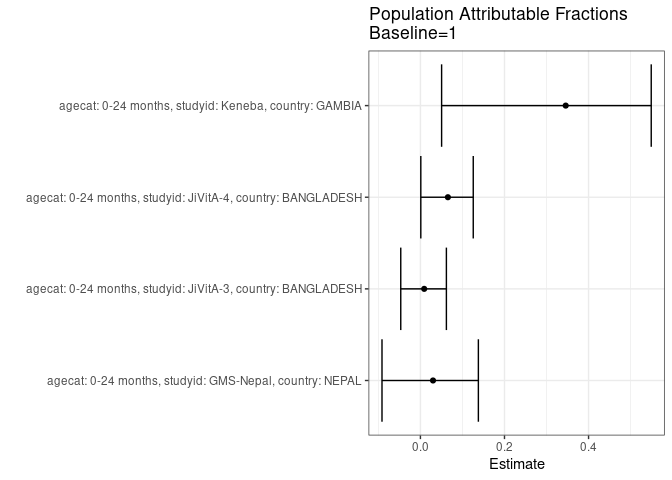 Population Attributable Fractions
Baseline=1
agecat: 0-24 months, studyid: Keneba, country: GAMBIA
agecat: 0-24 months, studyid: JiVitA-4, country: BANGLADESH
agecat: 0-24 months, studyid: JiVitA-3, country: BANGLADESH
agecat: 0-24 months, studyid: GMS-Nepal, country: NEPAL
0.0 0.2 0.4
Estimate